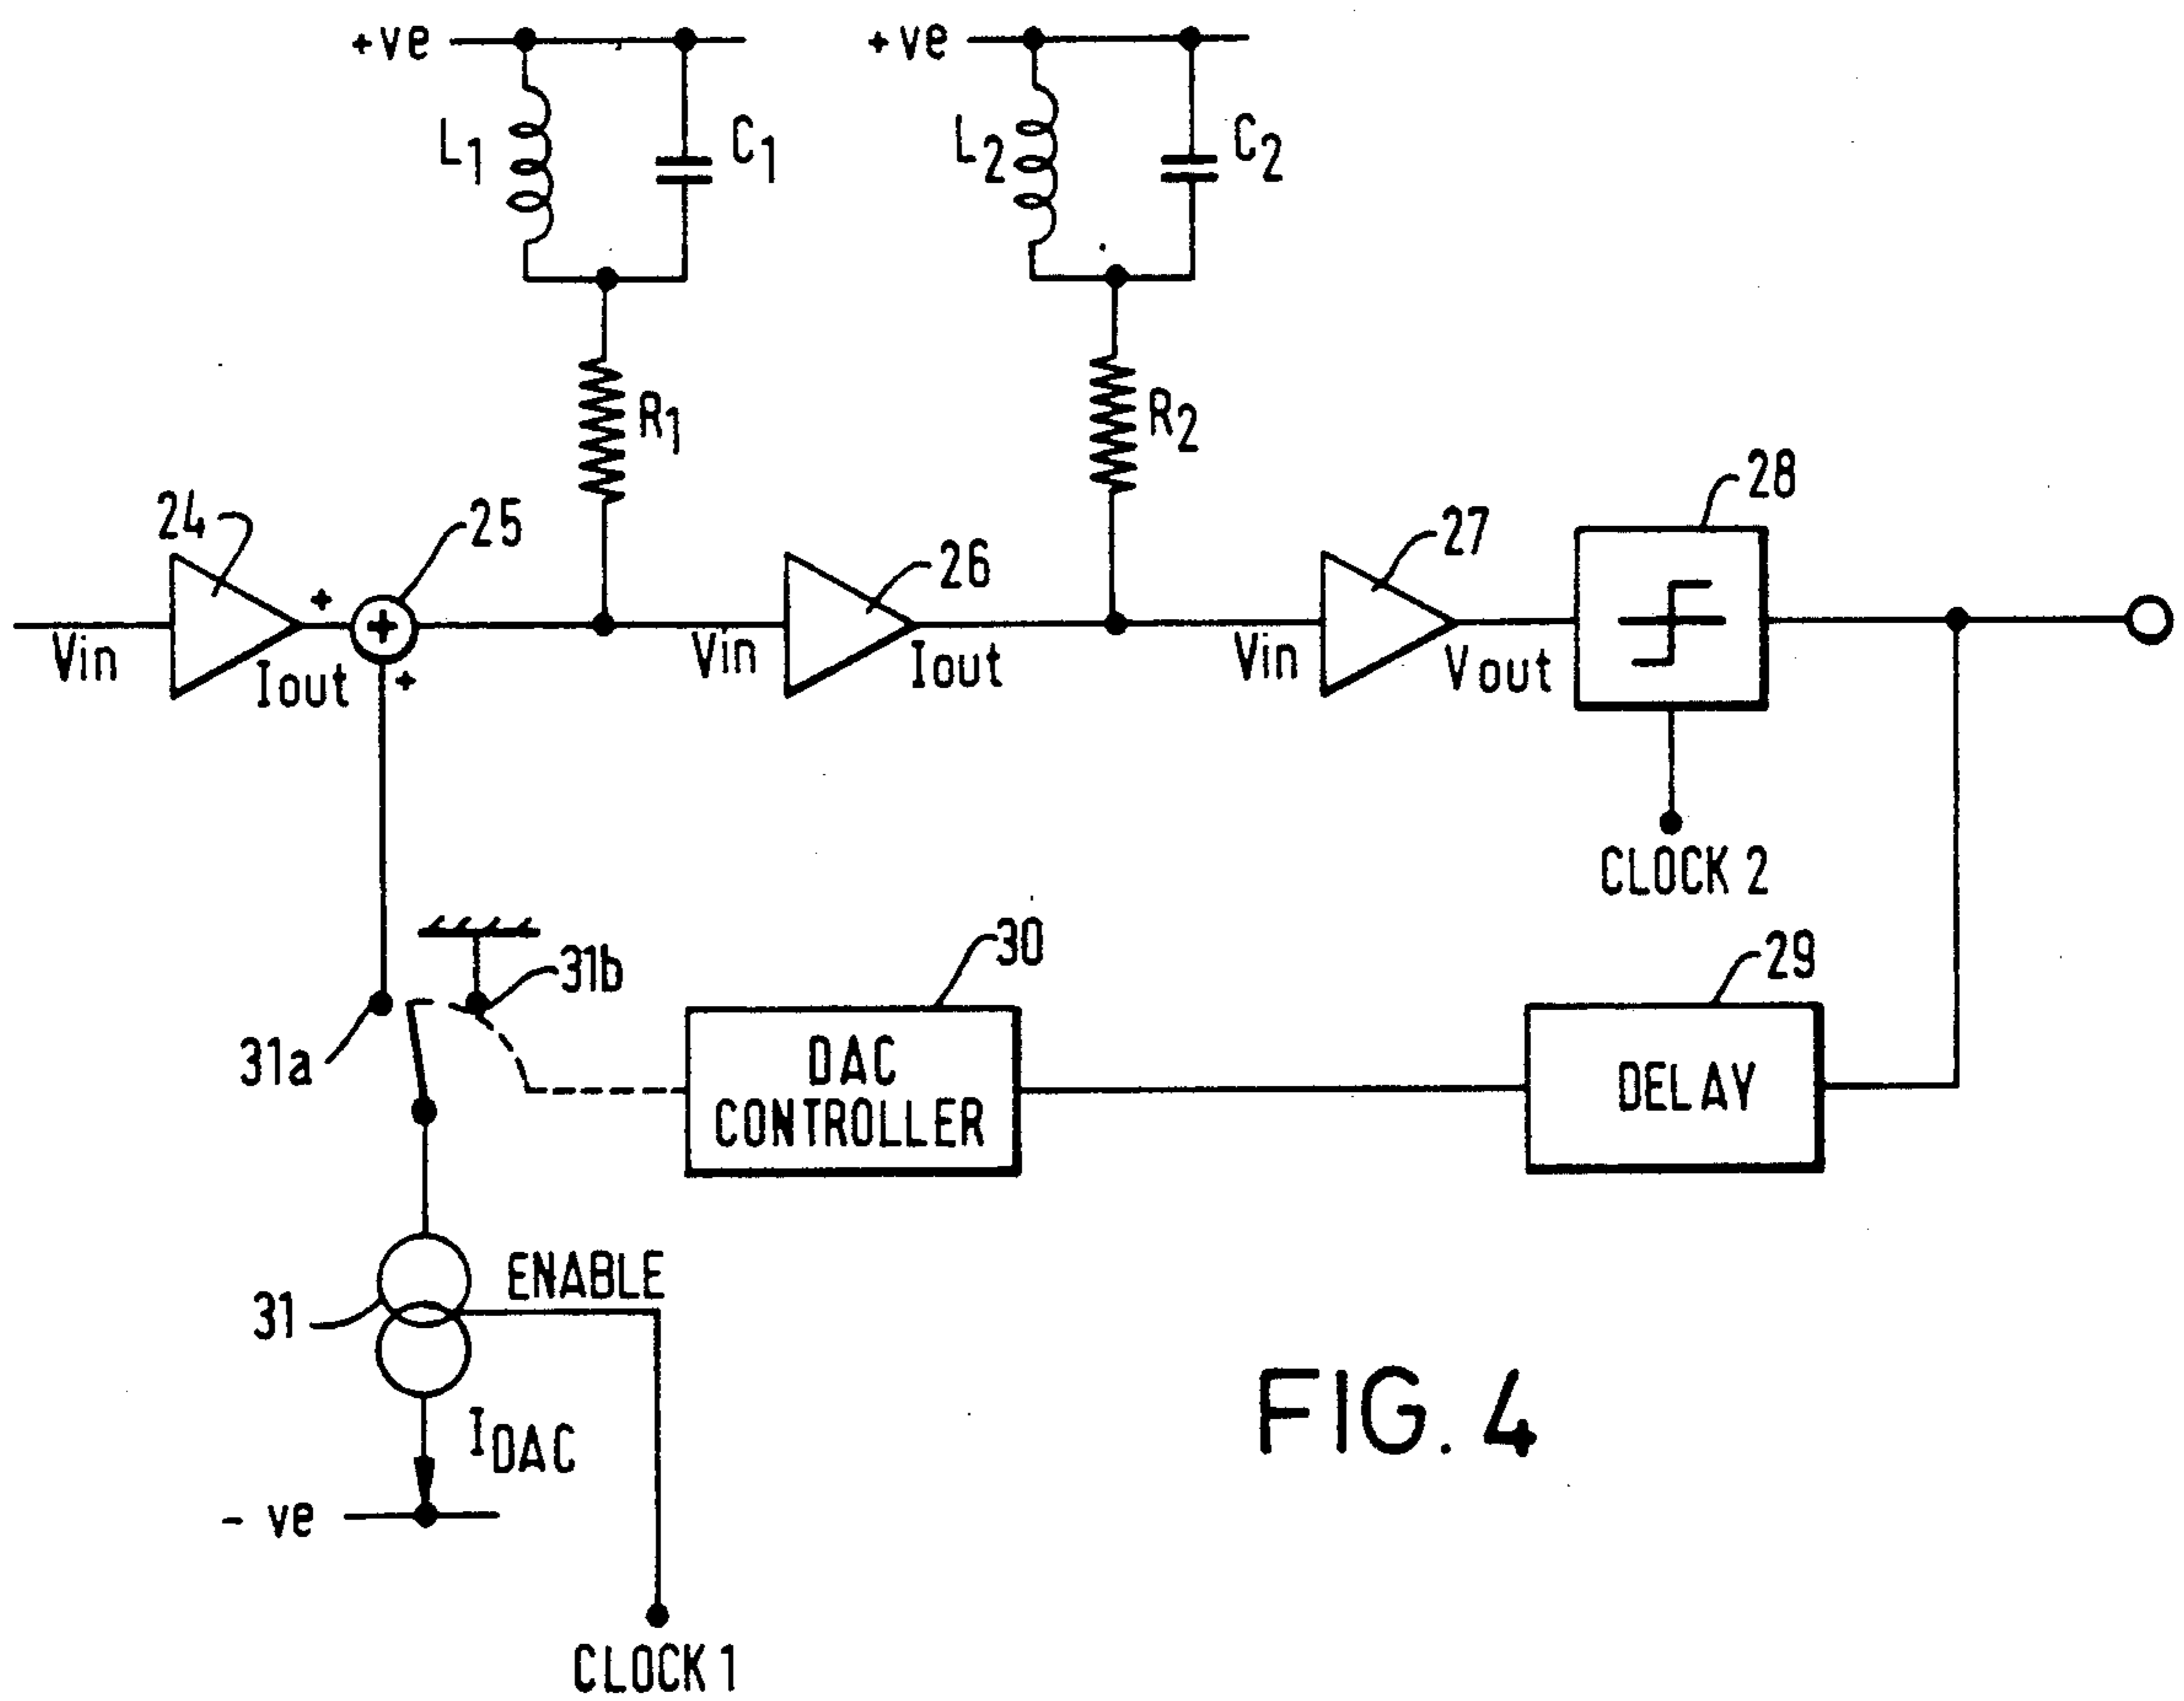 +ve
+ve
L1
C1
L2
C2
R1
R2
24
25
26
27
28
+
+
+
Vin
Iout
Vin
Iout
Vin
Vout
CLOCK 2
31a
31b
30
29
DAC
CONTROLLER
DELAY
31
ENABLE
IDAC
- ve
CLOCK 1
FIG. 4